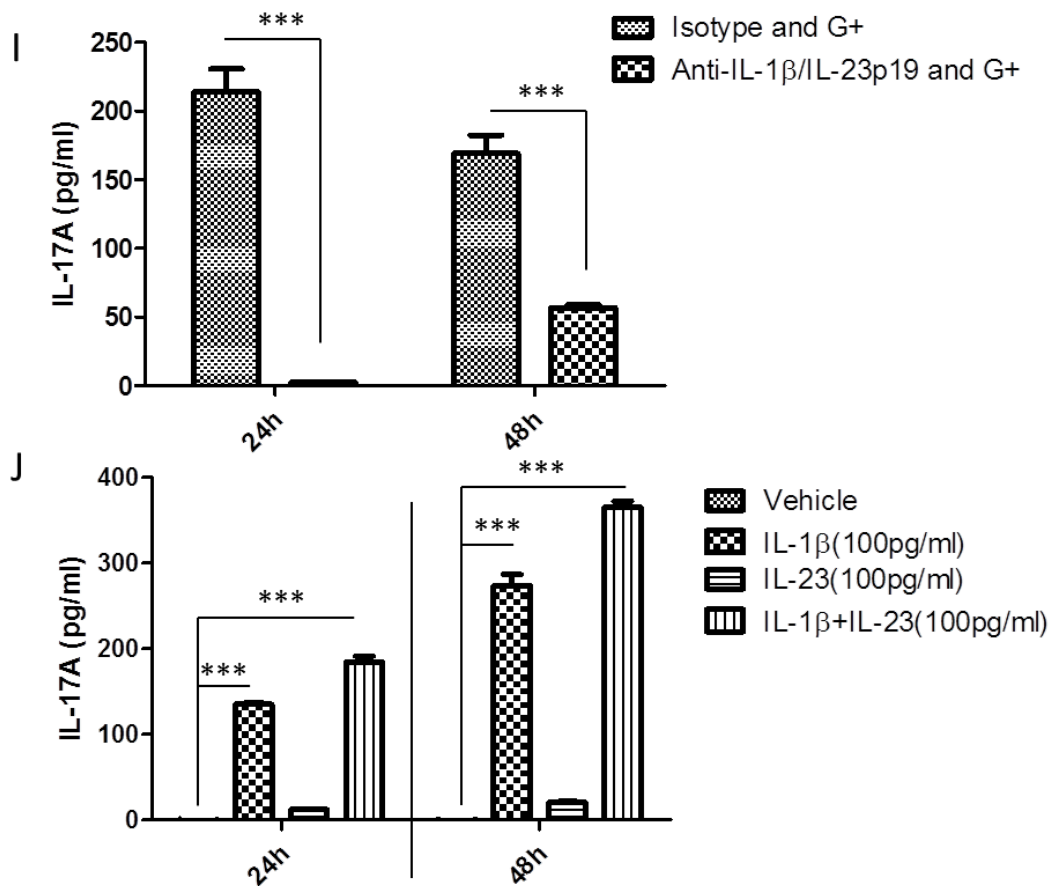 I
***
***
Isotype and G+
Anti-IL-1β/IL-23p19 and G+
IL-17A (pg/ml)
250
200
150
100
50
0
24h
48h
J
***
***
***
***
Vehicle
IL-1β(100pg/ml)
IL-23(100pg/ml)
IL-1β+IL-23(100pg/ml)
IL-17A (pg/ml)
400
300
200
100
0
24h
48h